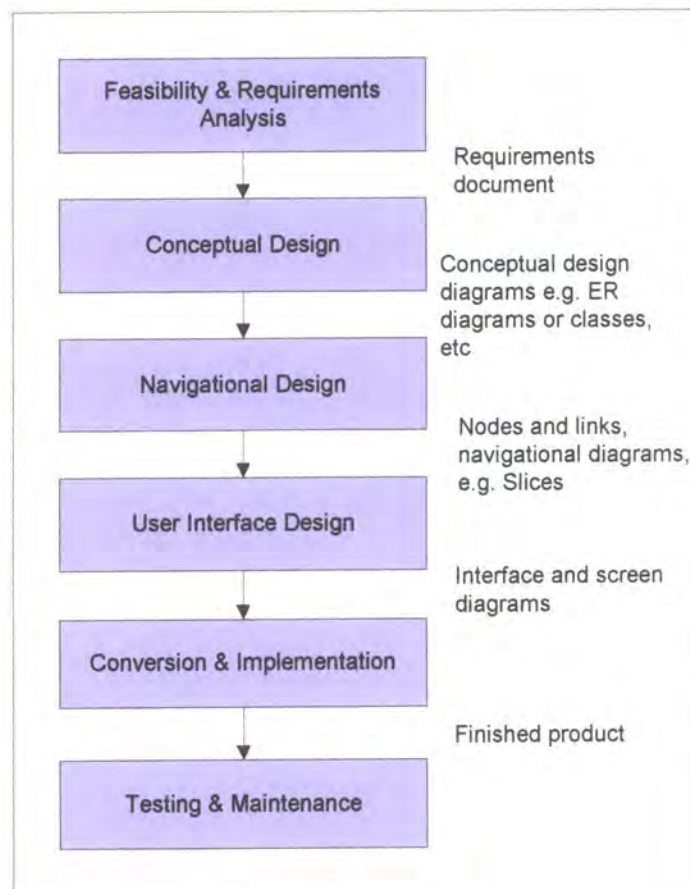 Feasibility & Requirements
Analysis
Requirements
document
Conceptual Design
Conceptual design
diagrams e.g. ER
diagrams or classes,
etc
Navigational Design
Nodes and links,
navigational diagrams,
e.g. Slices
User Interface Design
Interface and screen
diagrams
Conversion & Implementation
Finished product
Testing & Maintenance